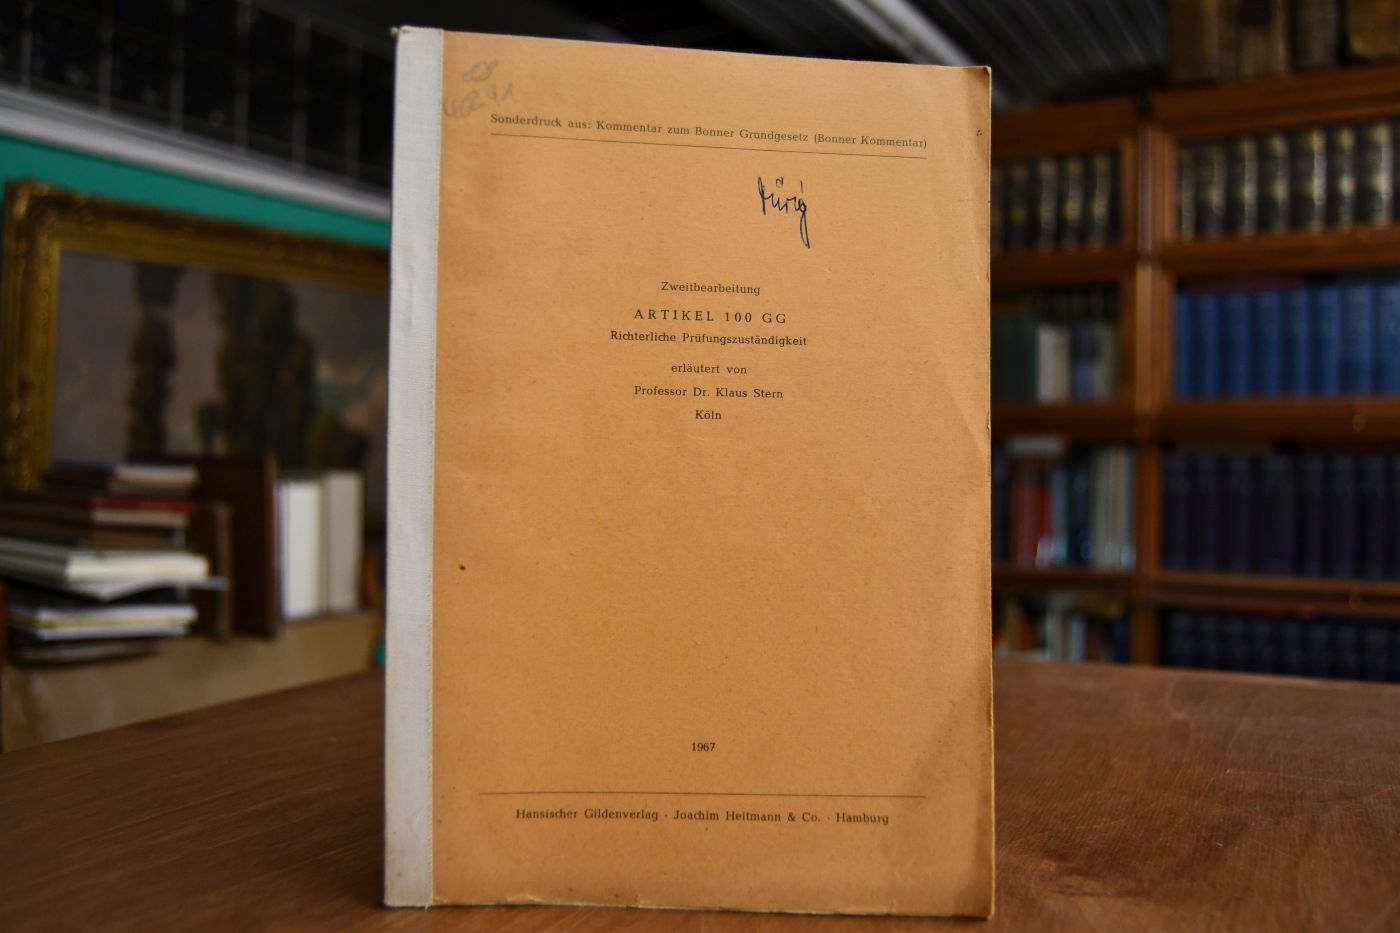 Sonderdruck aus: Kommentar zum Bonner Grundgesetz (Bonner Kommentar)
Dürig
Zweitbearbeitung
ARTIKEL 100 GG
Richterliche Prüfungszuständigkeit
erläutert von
Professor Dr. Klaus Stern
Köln
1967
Hansischer Gildenverlag · Joachim Heitmann & Co. · Hamburg